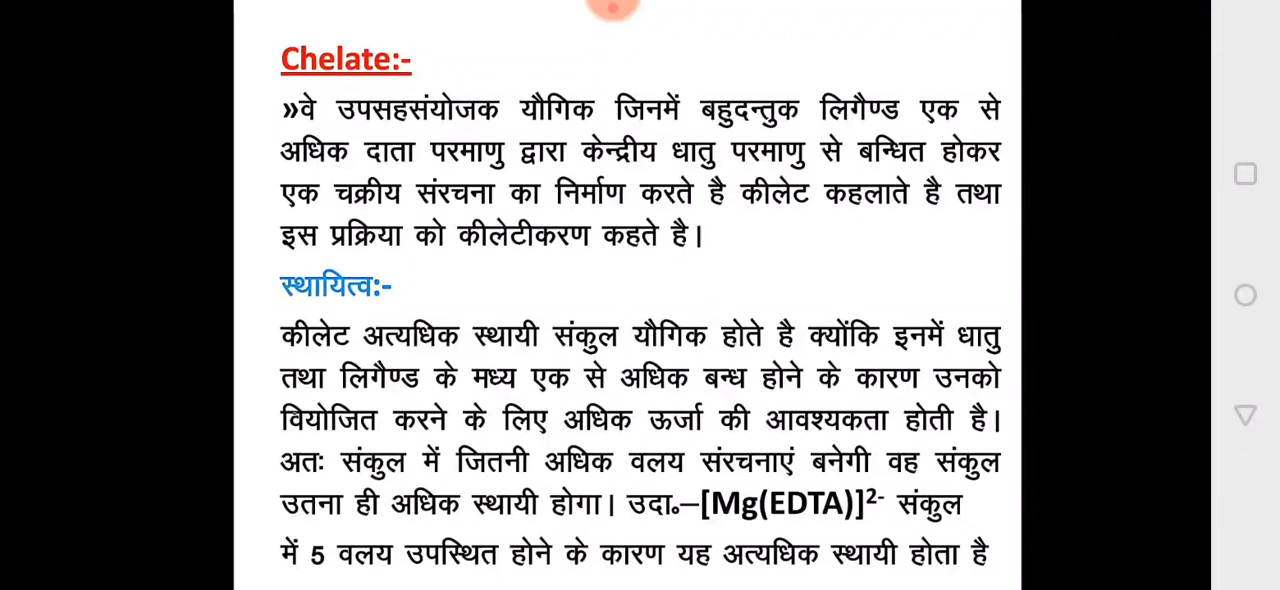 Chelate:-
»वे उपसहसंयोजक यौगिक जिनमें बहुदन्तुक लिगैण्ड एक से
अधिक दाता परमाणु द्वारा केन्द्रीय धातु परमाणु से बन्धित होकर
एक चक्रीय संरचना का निर्माण करते है कीलेट कहलाते है तथा
इस प्रक्रिया को कीलेटीकरण कहते है।
स्थायित्व:-
कीलेट अत्यधिक स्थायी संकुल यौगिक होते है क्योंकि इनमें धातु
तथा लिगैण्ड के मध्य एक से अधिक बन्ध होने के कारण उनको
वियोजित करने के लिए अधिक ऊर्जा की आवश्यकता होती है।
अतः संकुल में जितनी अधिक वलय संरचनाएं बनेगी वह संकुल
उतना ही अधिक स्थायी होगा। उदा॰–[Mg(EDTA)]²⁻ संकुल
में 5 वलय उपस्थित होने के कारण यह अत्यधिक स्थायी होता है